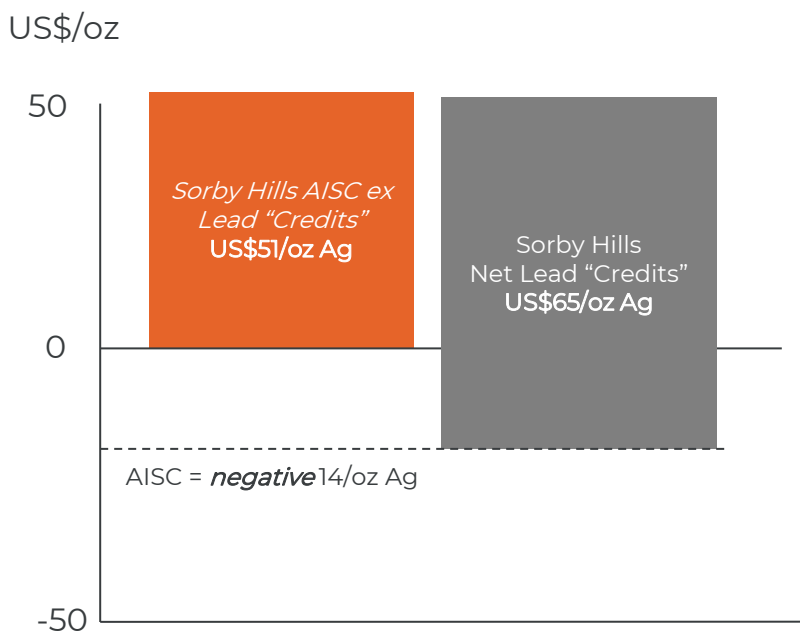 US$/oz
50
Sorby Hills AISC ex
Lead “Credits”
US$51/oz Ag
Sorby Hills
Net Lead “Credits”
US$65/oz Ag
0
AISC = negative 14/oz Ag
-50